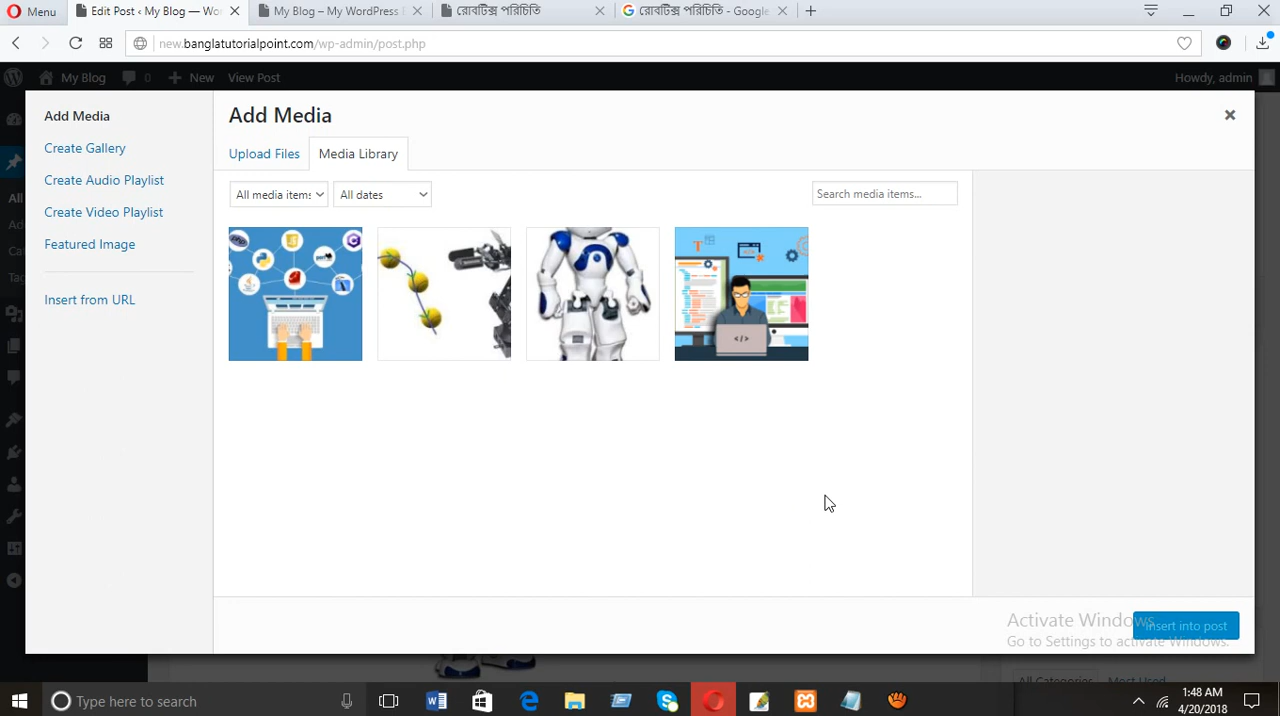 Menu
Edit Post ‹ My Blog — Wo
My Blog – My WordPress
রোবটিক্স পরিচিতি
রোবটিক্স পরিচিতি - Google
new.banglatutorialpoint.com/wp-admin/post.php
My Blog
0
New
View Post
Howdy, admin
Add Media
Create Gallery
Create Audio Playlist
Create Video Playlist
Featured Image
Insert from URL
Add Media
Upload Files
Media Library
All media items
All dates
Search media items...
Activate Windows
Go to Settings to activate Windows.
Insert into post
All Categories
Most Used
Type here to search
1:48 AM
4/20/2018